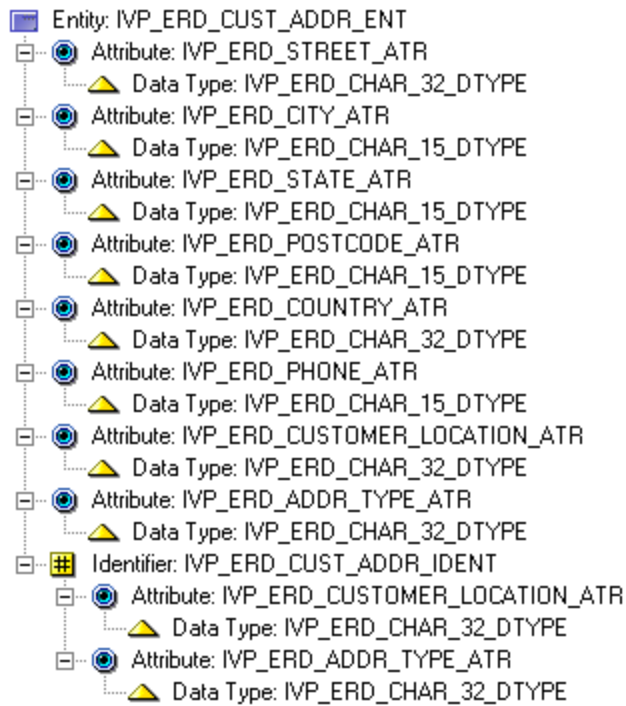 Entity: IVP_ERD_CUST_ADDR_ENT
Attribute: IVP_ERD_STREET_ATR
Data Type: IVP_ERD_CHAR_32_DTYPE
Attribute: IVP_ERD_CITY_ATR
Data Type: IVP_ERD_CHAR_15_DTYPE
Attribute: IVP_ERD_STATE_ATR
Data Type: IVP_ERD_CHAR_15_DTYPE
Attribute: IVP_ERD_POSTCODE_ATR
Data Type: IVP_ERD_CHAR_15_DTYPE
Attribute: IVP_ERD_COUNTRY_ATR
Data Type: IVP_ERD_CHAR_32_DTYPE
Attribute: IVP_ERD_PHONE_ATR
Data Type: IVP_ERD_CHAR_15_DTYPE
Attribute: IVP_ERD_CUSTOMER_LOCATION_ATR
Data Type: IVP_ERD_CHAR_32_DTYPE
Attribute: IVP_ERD_ADDR_TYPE_ATR
Data Type: IVP_ERD_CHAR_32_DTYPE
# Identifier: IVP_ERD_CUST_ADDR_IDENT
Attribute: IVP_ERD_CUSTOMER_LOCATION_ATR
Data Type: IVP_ERD_CHAR_32_DTYPE
Attribute: IVP_ERD_ADDR_TYPE_ATR
Data Type: IVP_ERD_CHAR_32_DTYPE